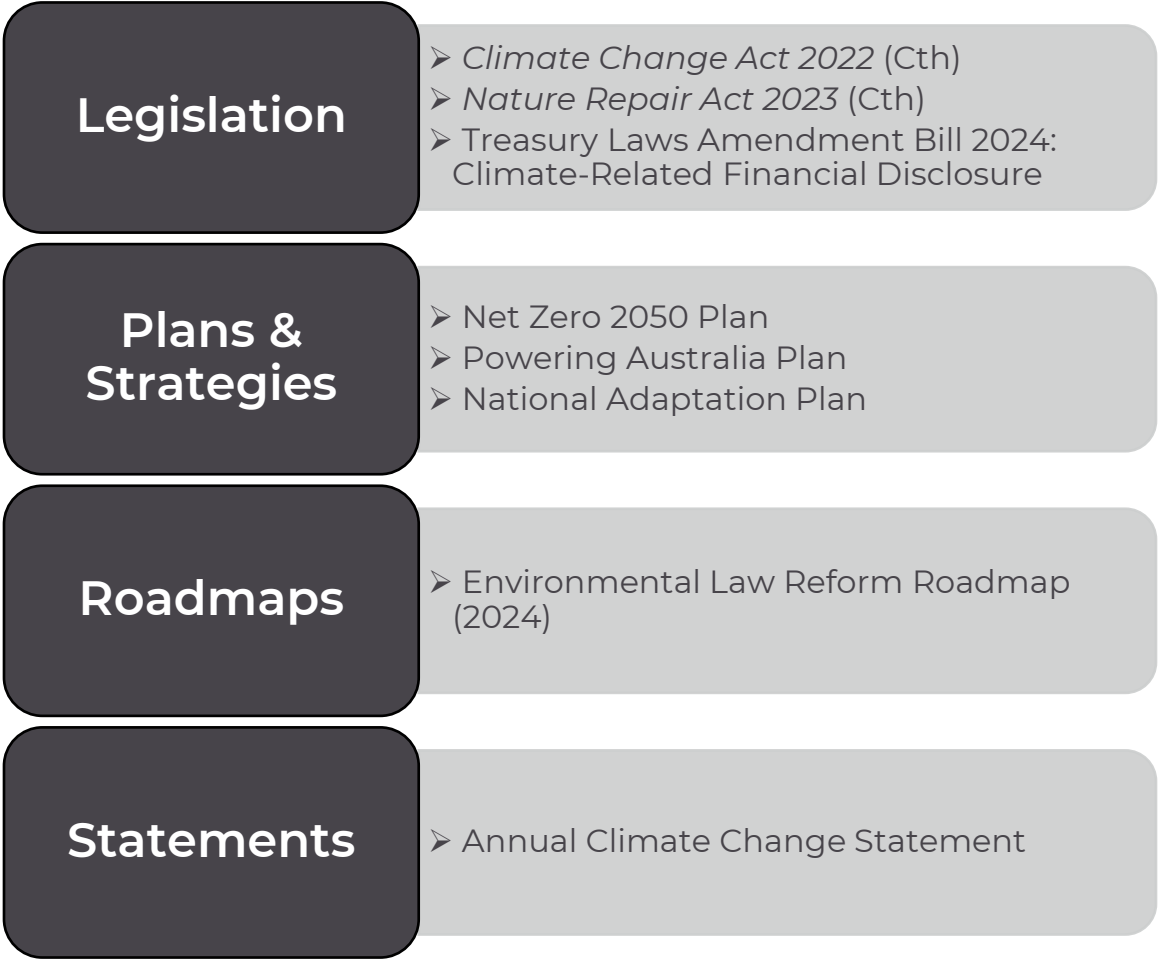 Legislation
➢ Climate Change Act 2022 (Cth)
➢ Nature Repair Act 2023 (Cth)
➢ Treasury Laws Amendment Bill 2024:
Climate-Related Financial Disclosure
Plans &
Strategies
➢ Net Zero 2050 Plan
➢ Powering Australia Plan
➢ National Adaptation Plan
Roadmaps
➢ Environmental Law Reform Roadmap
(2024)
Statements
➢ Annual Climate Change Statement